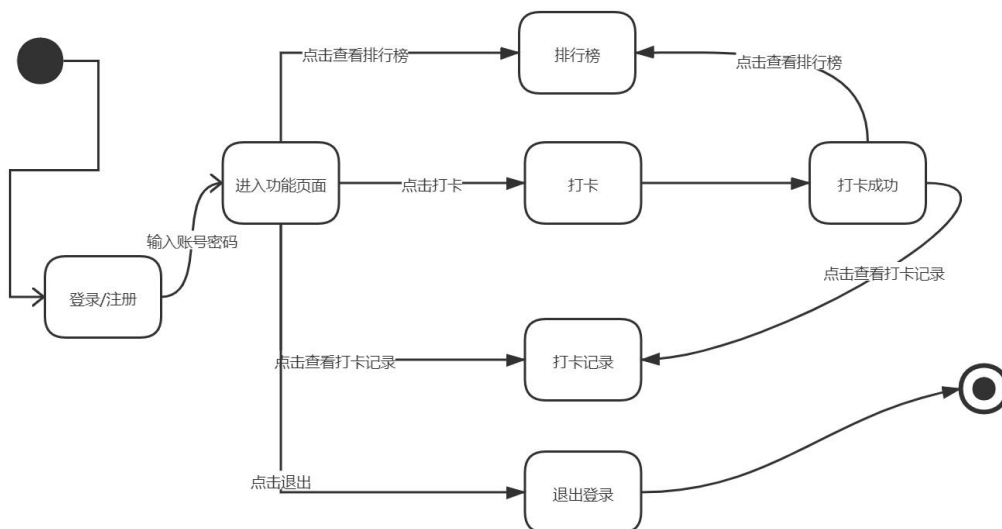 点击查看排行榜
排行榜
点击查看排行榜
进入功能页面
点击打卡
打卡
打卡成功
输入账号密码
登录/注册
点击查看打卡记录
点击查看打卡记录
打卡记录
点击退出
退出登录